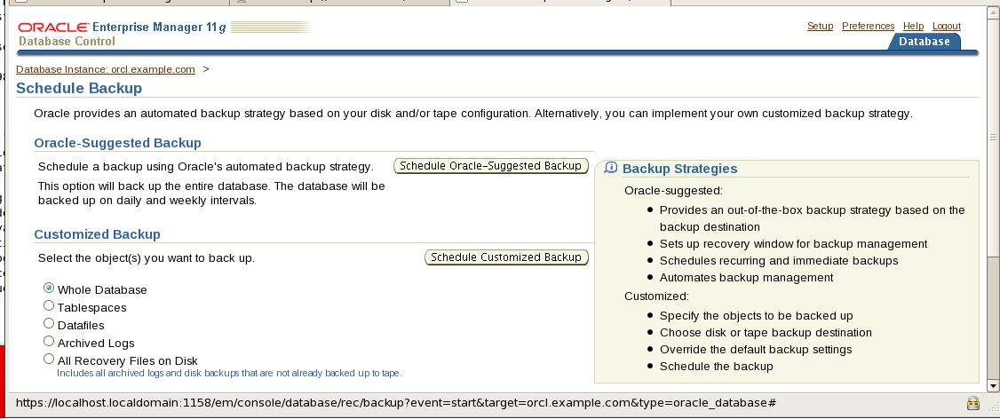 ORACLE Enterprise Manager 11g
Database Control
Setup Preferences Help Logout
Database
Database Instance: orcl.example.com >
Schedule Backup
Oracle provides an automated backup strategy based on your disk and/or tape configuration. Alternatively, you can implement your own customized backup strategy.
Oracle-Suggested Backup
Schedule a backup using Oracle's automated backup strategy.
Schedule Oracle-Suggested Backup
This option will back up the entire database. The database will be
backed up on daily and weekly intervals.
Customized Backup
Select the object(s) you want to back up.
Schedule Customized Backup
Whole Database
Tablespaces
Datafiles
Archived Logs
All Recovery Files on Disk
Includes all archived logs and disk backups that are not already backed up to tape.
Backup Strategies
Oracle-suggested:
Provides an out-of-the-box backup strategy based on the
backup destination
Sets up recovery window for backup management
Schedules recurring and immediate backups
Automates backup management
Customized:
Specify the objects to be backed up
Choose disk or tape backup destination
Override the default backup settings
Schedule the backup
https://localhost.localdomain:1158/em/console/database/rec/backup?event=start&target=orcl.example.com&type=oracle_database#